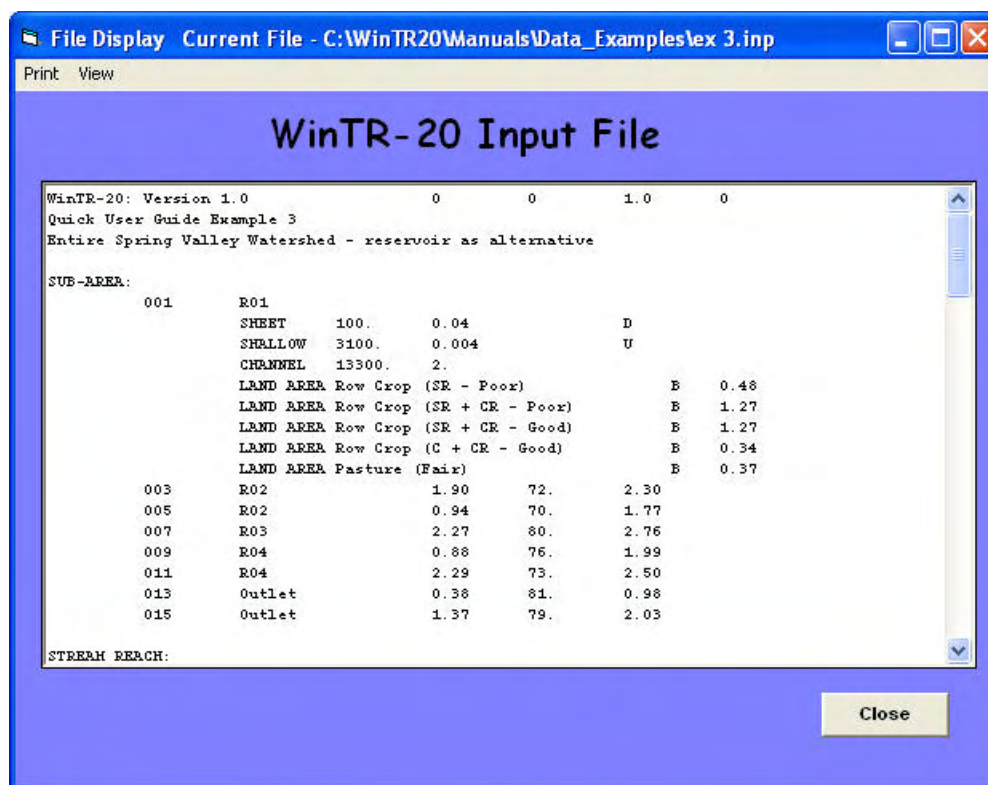 File Display Current File - C:\WinTR20\Manuals\Data_Examples\ex 3.inp
Print View
WinTR-20 Input File
WinTR-20: Version 1.0 0 0 1.0 0
Quick User Guide Example 3
Entire Spring Valley Watershed - reservoir as alternative
SUB-AREA:
001 R01
SHEET 100. 0.04 D
SHALLOW 3100. 0.004 U
CHANNEL 13300. 2.
LAND AREA Row Crop (SR - Poor) B 0.48
LAND AREA Row Crop (SR + CR - Poor) B 1.27
LAND AREA Row Crop (SR + CR - Good) B 1.27
LAND AREA Row Crop (C + CR - Good) B 0.34
LAND AREA Pasture (Fair) B 0.37
003 R02 1.90 72. 2.30
005 R02 0.94 70. 1.77
007 R03 2.27 80. 2.76
009 R04 0.88 76. 1.99
011 R04 2.29 73. 2.50
013 Outlet 0.38 81. 0.98
015 Outlet 1.37 79. 2.03
STREAM REACH:
Close